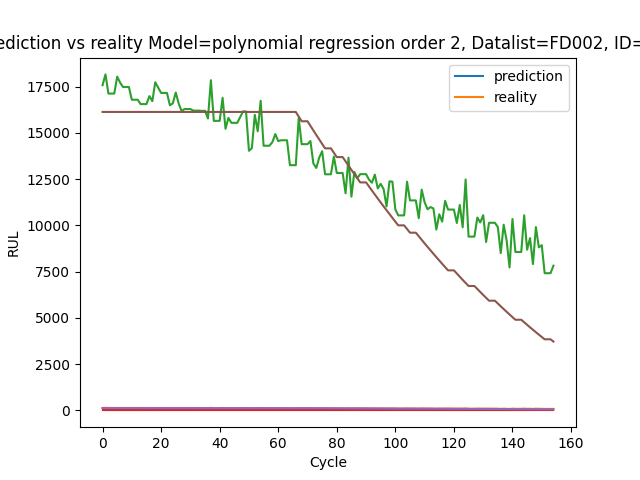 ediction vs reality Model=polynomial regression order 2, Datalist=FD002, ID=
prediction
reality
17500
15000
12500
10000
7500
5000
2500
0
RUL
0 20 40 60 80 100 120 140 160
Cycle